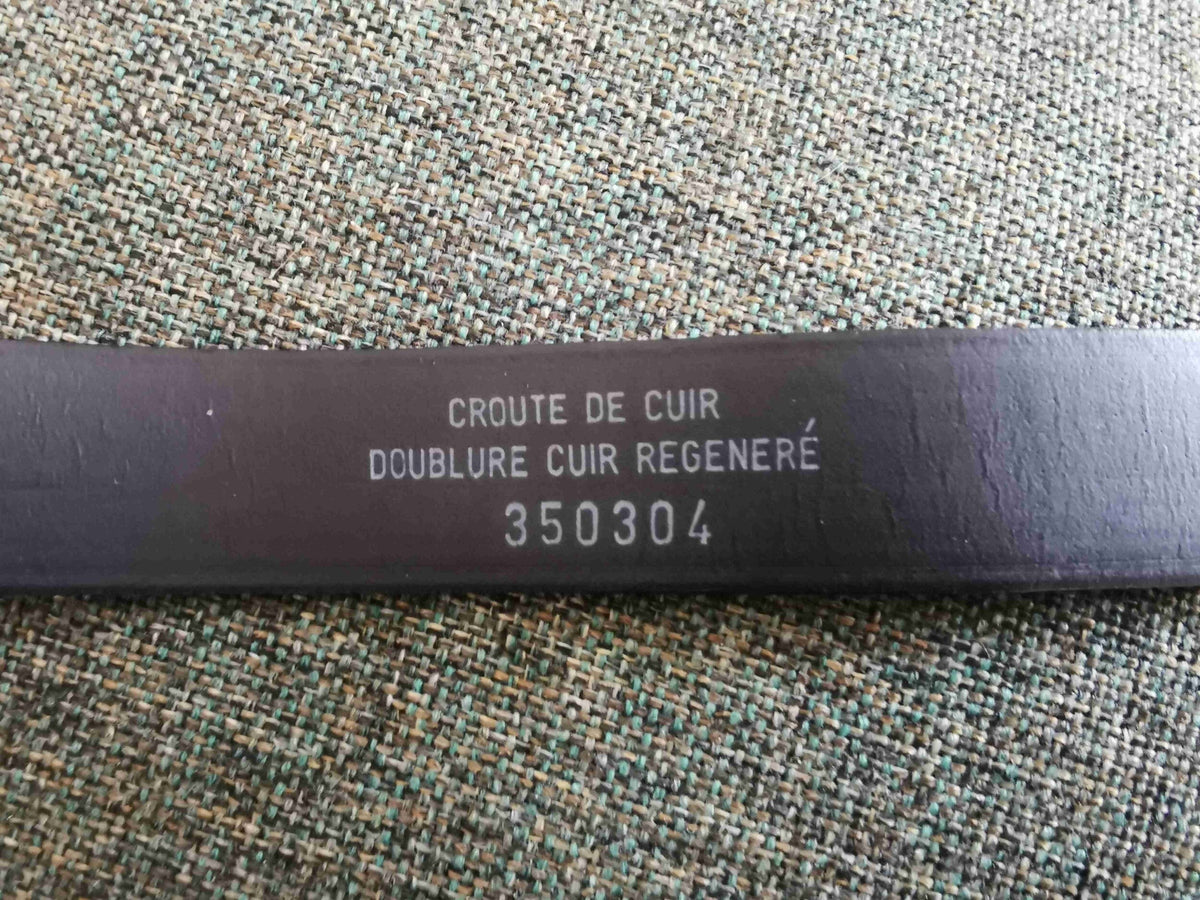 CROUTE DE CUIR
DOUBLURE CUIR REGENERÉ
350304